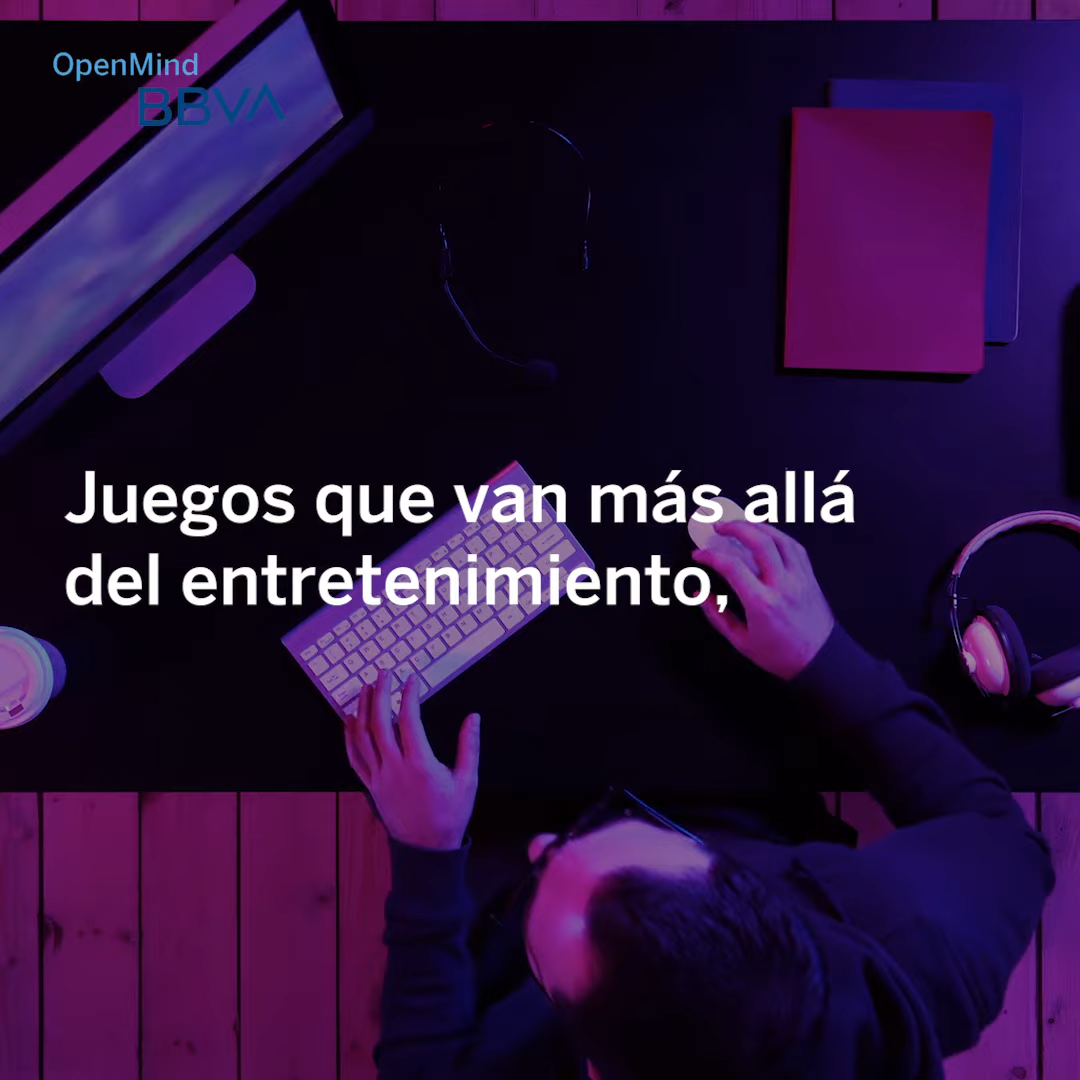 OpenMind
BBVA
Juegos que van más allá
del entretenimiento,